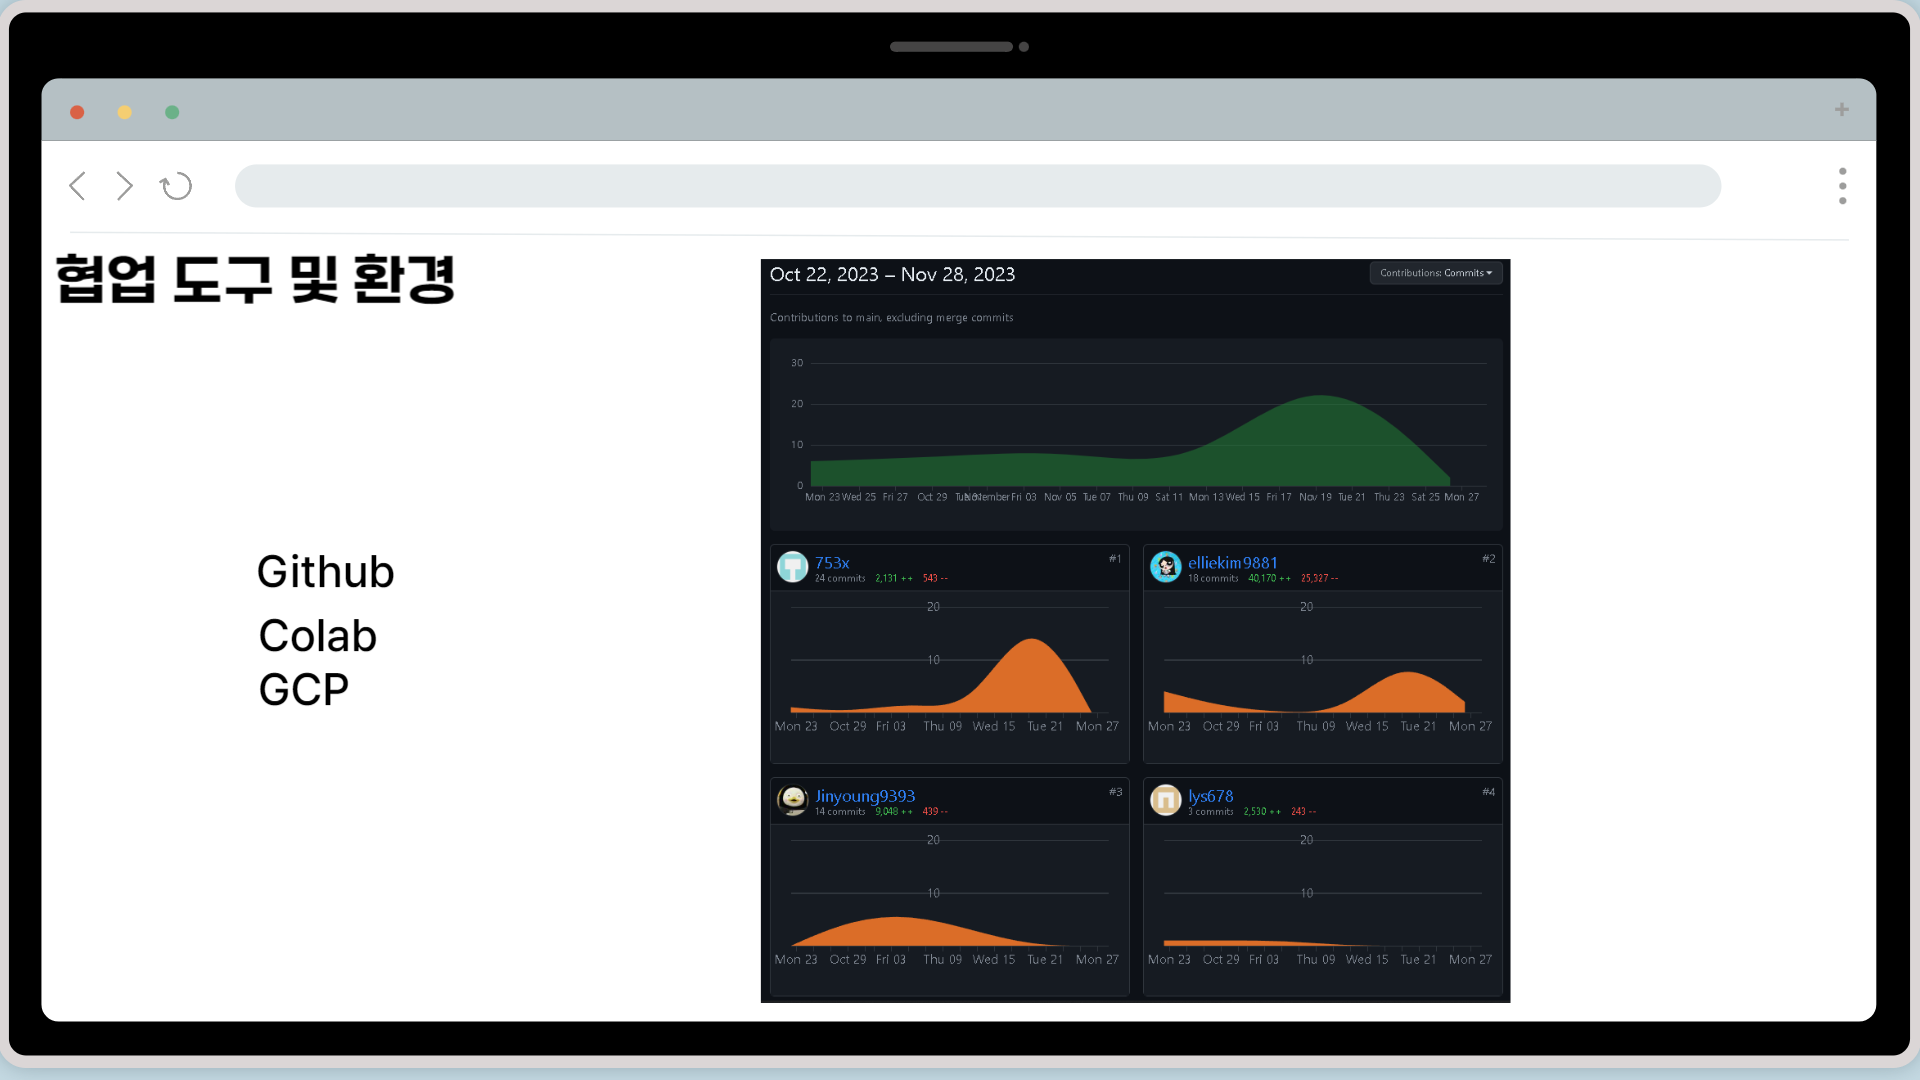 협업 도구 및 환경
Github
Colab
GCP
Oct 22, 2023 – Nov 28, 2023
Contributions: Commits
Contributions to main, excluding merge commits
30
20
10
0
Mon 23 Wed 25 Fri 27 Oct 29 November Fri 03 Nov 05 Tue 07 Thu 09 Sat 11 Mon 13 Wed 15 Fri 17 Nov 19 Tue 21 Thu 23 Sat 25 Mon 27
753x #1
24 commits 2,131 ++ 543 --
20
10
Mon 23 Oct 29 Fri 03 Thu 09 Wed 15 Tue 21 Mon 27
elliekim9881 #2
18 commits 40,170 ++ 25,327 --
20
10
Mon 23 Oct 29 Fri 03 Thu 09 Wed 15 Tue 21 Mon 27
Jinyoung9393 #3
14 commits 9,048 ++ 439 --
20
10
Mon 23 Oct 29 Fri 03 Thu 09 Wed 15 Tue 21 Mon 27
lys678 #4
3 commits 2,530 ++ 243 --
20
10
Mon 23 Oct 29 Fri 03 Thu 09 Wed 15 Tue 21 Mon 27